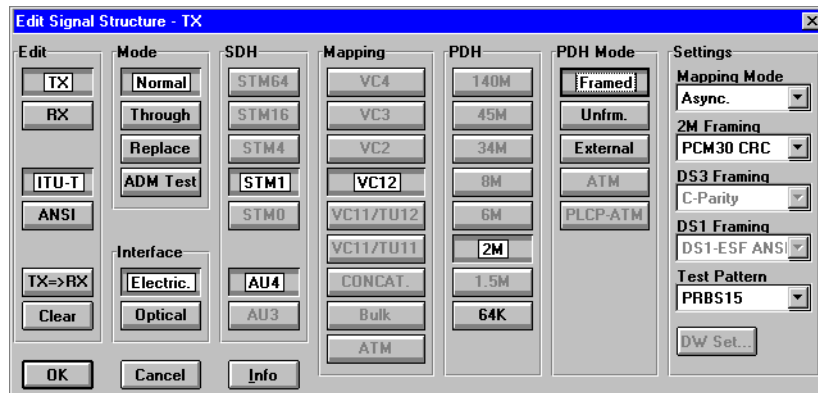 Edit Signal Structure - TX
Edit
TX
RX
ITU-T
ANSI
TX=>RX
Clear
Mode
Normal
Through
Replace
ADM Test
Interface
Electric.
Optical
SDH
STM64
STM16
STM4
STM1
STM0
AU4
AU3
Mapping
VC4
VC3
VC2
VC12
VC11/TU12
VC11/TU11
CONCAT.
Bulk
ATM
PDH
140M
45M
34M
8M
6M
2M
1.5M
64K
PDH Mode
Framed
Unfrm.
External
ATM
PLCP-ATM
Settings
Mapping Mode
Async.
2M Framing
PCM30 CRC
DS3 Framing
C-Parity
DS1 Framing
DS1-ESF ANSI
Test Pattern
PRBS15
DW Set...
OK
Cancel
Info